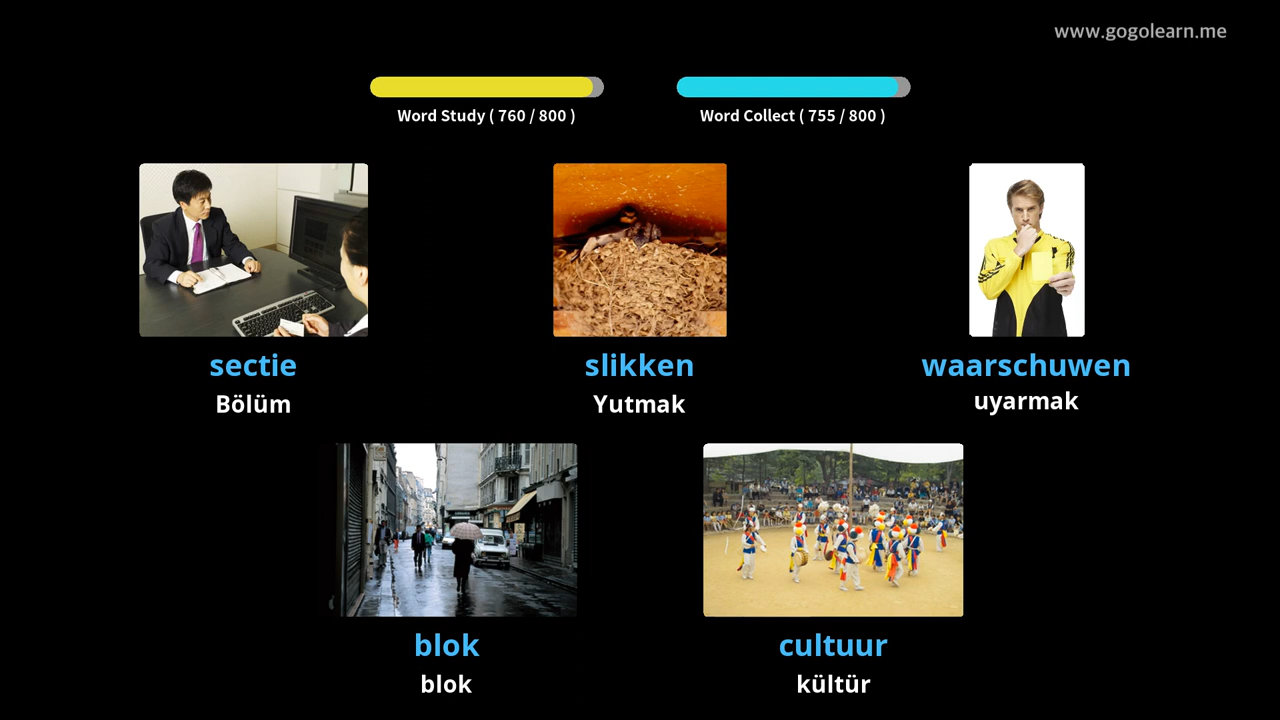 www.gogolearn.me
Word Study ( 760 / 800 )
Word Collect ( 755 / 800 )
sectie
Bölüm
slikken
Yutmak
waarschuwen
uyarmak
blok
blok
cultuur
kültür